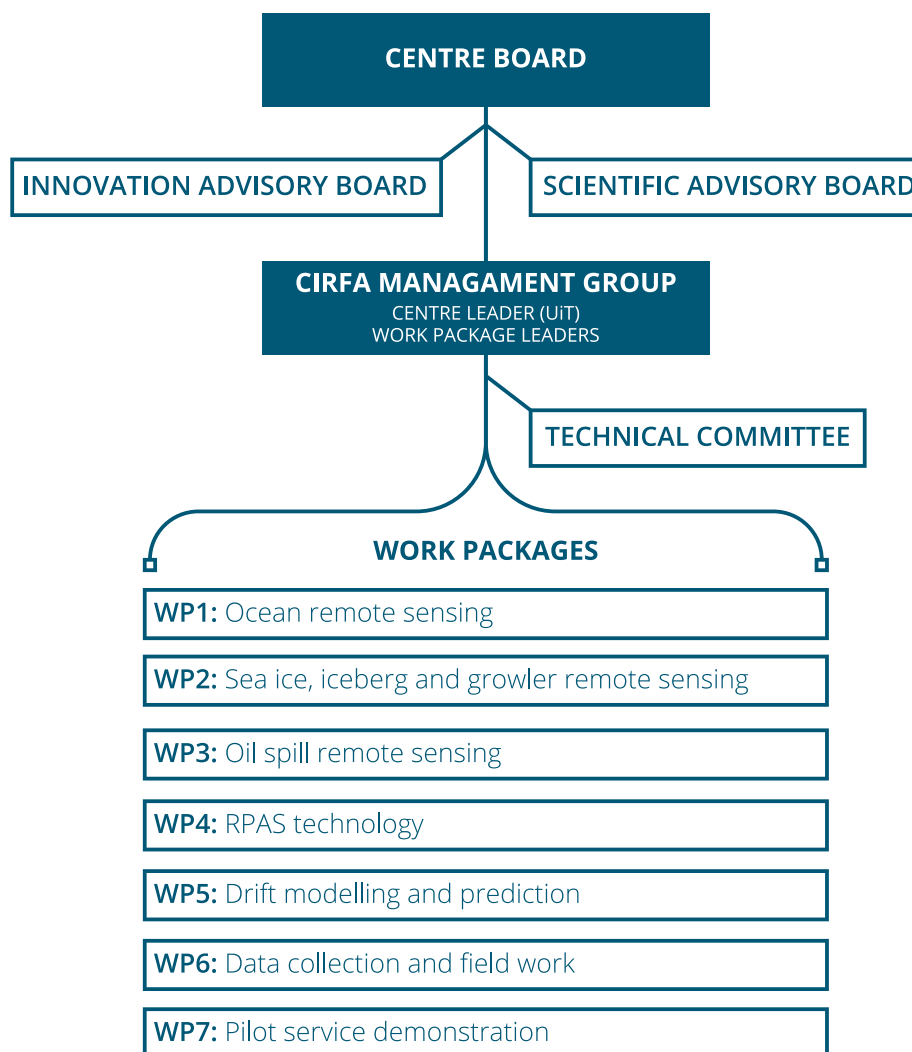 CENTRE BOARD
INNOVATION ADVISORY BOARD
SCIENTIFIC ADVISORY BOARD
CIRFA MANAGAMENT GROUP
CENTRE LEADER (UiT)
WORK PACKAGE LEADERS
TECHNICAL COMMITTEE
WORK PACKAGES
WP1: Ocean remote sensing
WP2: Sea ice, iceberg and growler remote sensing
WP3: Oil spill remote sensing
WP4: RPAS technology
WP5: Drift modelling and prediction
WP6: Data collection and field work
WP7: Pilot service demonstration